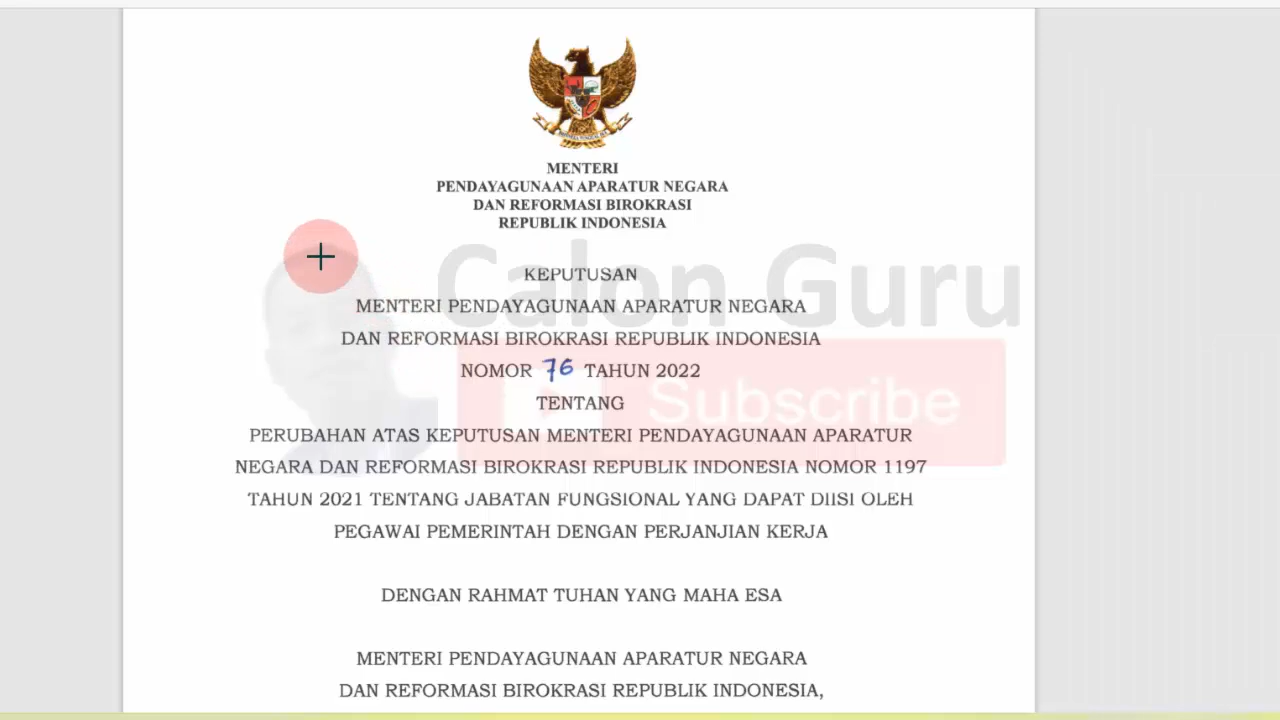 MENTERI
PENDAYAGUNAAN APARATUR NEGARA
DAN REFORMASI BIROKRASI
REPUBLIK INDONESIA
Calon Guru
KEPUTUSAN
MENTERI PENDAYAGUNAAN APARATUR NEGARA
DAN REFORMASI BIROKRASI REPUBLIK INDONESIA
NOMOR 76 TAHUN 2022
Subscribe
TENTANG
PERUBAHAN ATAS KEPUTUSAN MENTERI PENDAYAGUNAAN APARATUR
NEGARA DAN REFORMASI BIROKRASI REPUBLIK INDONESIA NOMOR 1197
TAHUN 2021 TENTANG JABATAN FUNGSIONAL YANG DAPAT DIISI OLEH
PEGAWAI PEMERINTAH DENGAN PERJANJIAN KERJA
DENGAN RAHMAT TUHAN YANG MAHA ESA
MENTERI PENDAYAGUNAAN APARATUR NEGARA
DAN REFORMASI BIROKRASI REPUBLIK INDONESIA,